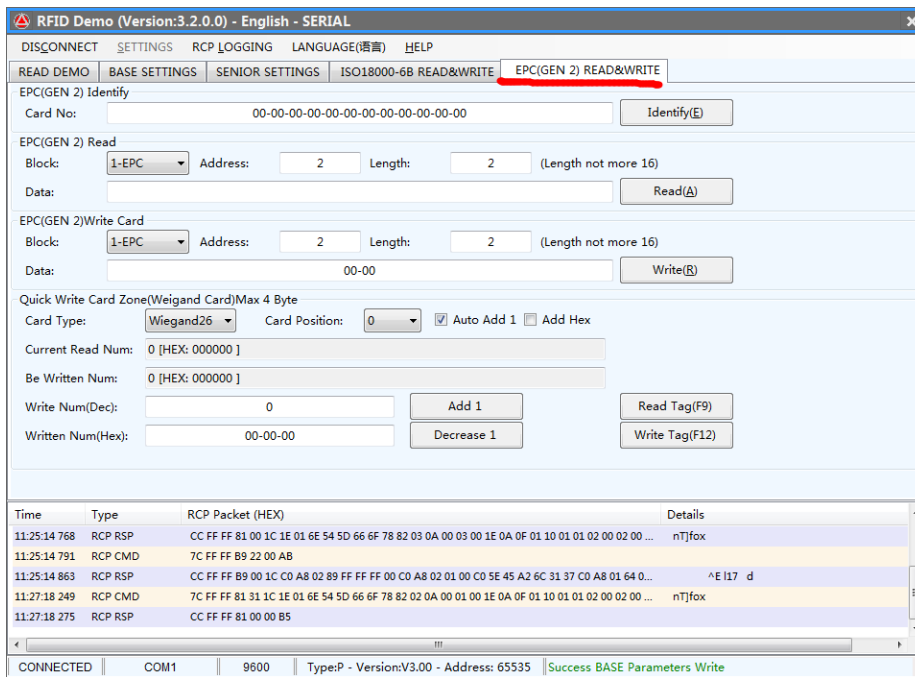 RFID Demo (Version:3.2.0.0) - English - SERIAL
DISCONNECT SETTINGS RCP LOGGING LANGUAGE(语言) HELP
READ DEMO BASE SETTINGS SENIOR SETTINGS ISO18000-6B READ&WRITE EPC(GEN 2) READ&WRITE
EPC(GEN 2) Identify
Card No: 00-00-00-00-00-00-00-00-00-00-00-00 Identify(E)
EPC(GEN 2) Read
Block: 1-EPC Address: 2 Length: 2 (Length not more 16)
Data: Read(A)
EPC(GEN 2)Write Card
Block: 1-EPC Address: 2 Length: 2 (Length not more 16)
Data: 00-00 Write(R)
Quick Write Card Zone(Weigand Card)Max 4 Byte
Card Type: Wiegand26 Card Position: 0 Auto Add 1 Add Hex
Current Read Num: 0 [HEX: 000000 ]
Be Written Num: 0 [HEX: 000000 ]
Write Num(Dec): 0 Add 1 Read Tag(F9)
Written Num(Hex): 00-00-00 Decrease 1 Write Tag(F12)
Time Type RCP Packet (HEX) Details
11:25:14 768 RCP RSP CC FF FF 81 00 1C 1E 01 6E 54 5D 66 6F 78 82 03 0A 00 03 00 1E 0A 0F 01 10 01 01 02 00 02 00 ... nT]fox
11:25:14 791 RCP CMD 7C FF FF B9 22 00 AB
11:25:14 863 RCP RSP CC FF FF B9 00 1C C0 A8 02 89 FF FF FF 00 C0 A8 02 01 00 C0 5E 45 A2 6C 31 37 C0 A8 01 64 0... ^E l17 d
11:27:18 249 RCP CMD 7C FF FF 81 31 1C 1E 01 6E 54 5D 66 6F 78 82 02 0A 00 01 00 1E 0A 0F 01 10 01 01 02 00 02 00 ... nT]fox
11:27:18 275 RCP RSP CC FF FF 81 00 00 B5
CONNECTED COM1 9600 Type:P - Version:V3.00 - Address: 65535 Success BASE Parameters Write